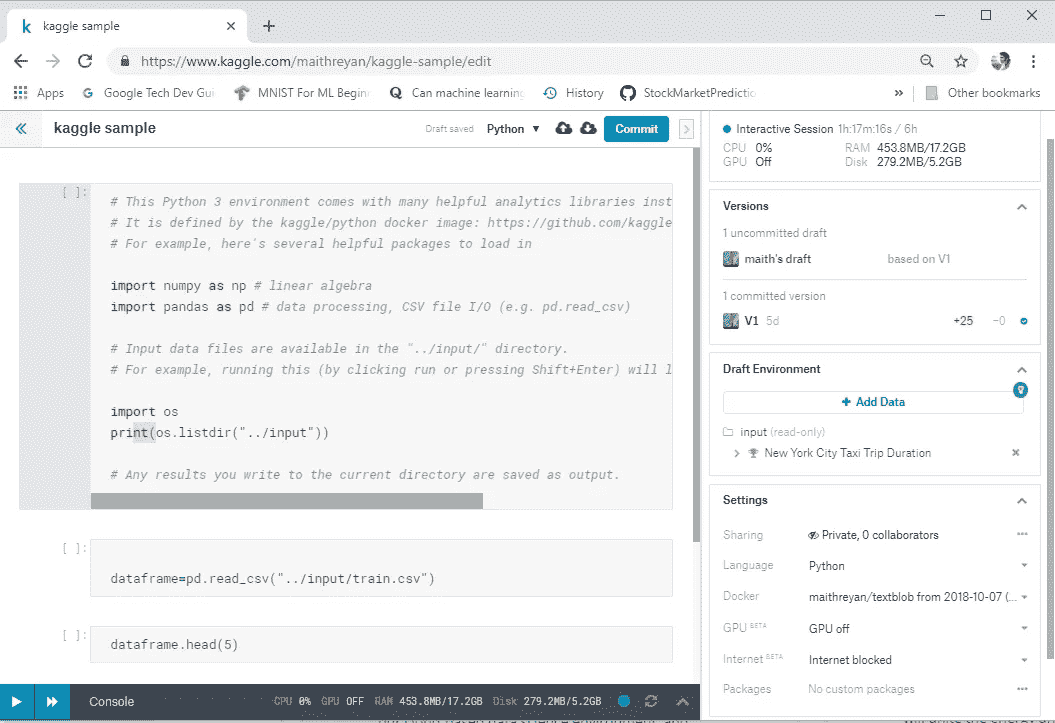 kaggle sample
https://www.kaggle.com/maithreyan/kaggle-sample/edit
Apps Google Tech Dev Gui MNIST For ML Begin Can machine learning History StockMarketPredictio » Other bookmarks
kaggle sample Draft saved Python Commit
[ ]:
# This Python 3 environment comes with many helpful analytics libraries inst
# It is defined by the kaggle/python docker image: https://github.com/kaggle
# For example, here's several helpful packages to load in
import numpy as np # linear algebra
import pandas as pd # data processing, CSV file I/O (e.g. pd.read_csv)
# Input data files are available in the "../input/" directory.
# For example, running this (by clicking run or pressing Shift+Enter) will l
import os
print(os.listdir("../input"))
# Any results you write to the current directory are saved as output.
[ ]:
dataframe=pd.read_csv("../input/train.csv")
[ ]:
dataframe.head(5)
Console CPU 0% GPU OFF RAM 453.8MB/17.2GB Disk 279.2MB/5.2GB
Interactive Session 1h:17m:16s / 6h
CPU 0% RAM 453.8MB/17.2GB
GPU Off Disk 279.2MB/5.2GB
Versions
1 uncommitted draft
maith's draft based on V1
1 committed version
V1 5d +25 −0
Draft Environment
+ Add Data
input (read-only)
New York City Taxi Trip Duration
Settings
Sharing Private, 0 collaborators
Language Python
Docker maithreyan/textblob from 2018-10-07 (...
GPU BETA GPU off
Internet BETA Internet blocked
Packages No custom packages